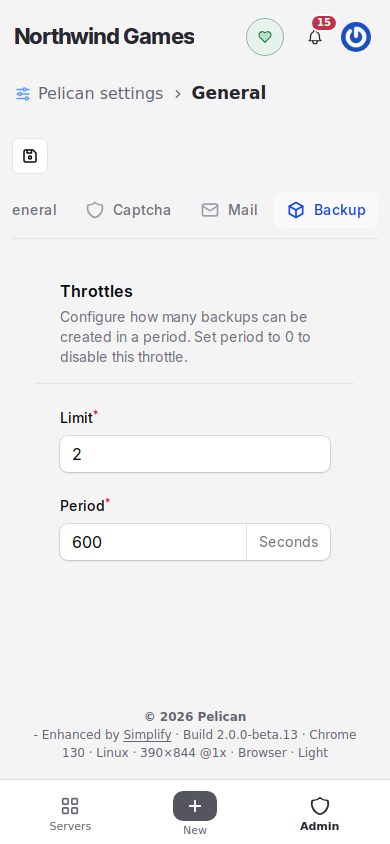 Northwind Games
15
Pelican settings > General
eneral Captcha Mail Backup
Throttles
Configure how many backups can be
created in a period. Set period to 0 to
disable this throttle.
Limit*
2
Period*
600 Seconds
© 2026 Pelican
- Enhanced by Simplify · Build 2.0.0-beta.13 · Chrome
130 · Linux · 390×844 @1x · Browser · Light
Servers New Admin